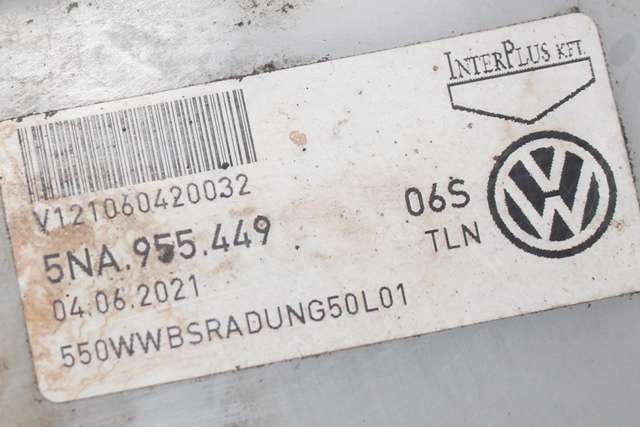 INTERPLUS KFT.
V121060420032
5NA.955.449
06S
TLN
04.06.2021
550WWBSRADUNG50L01